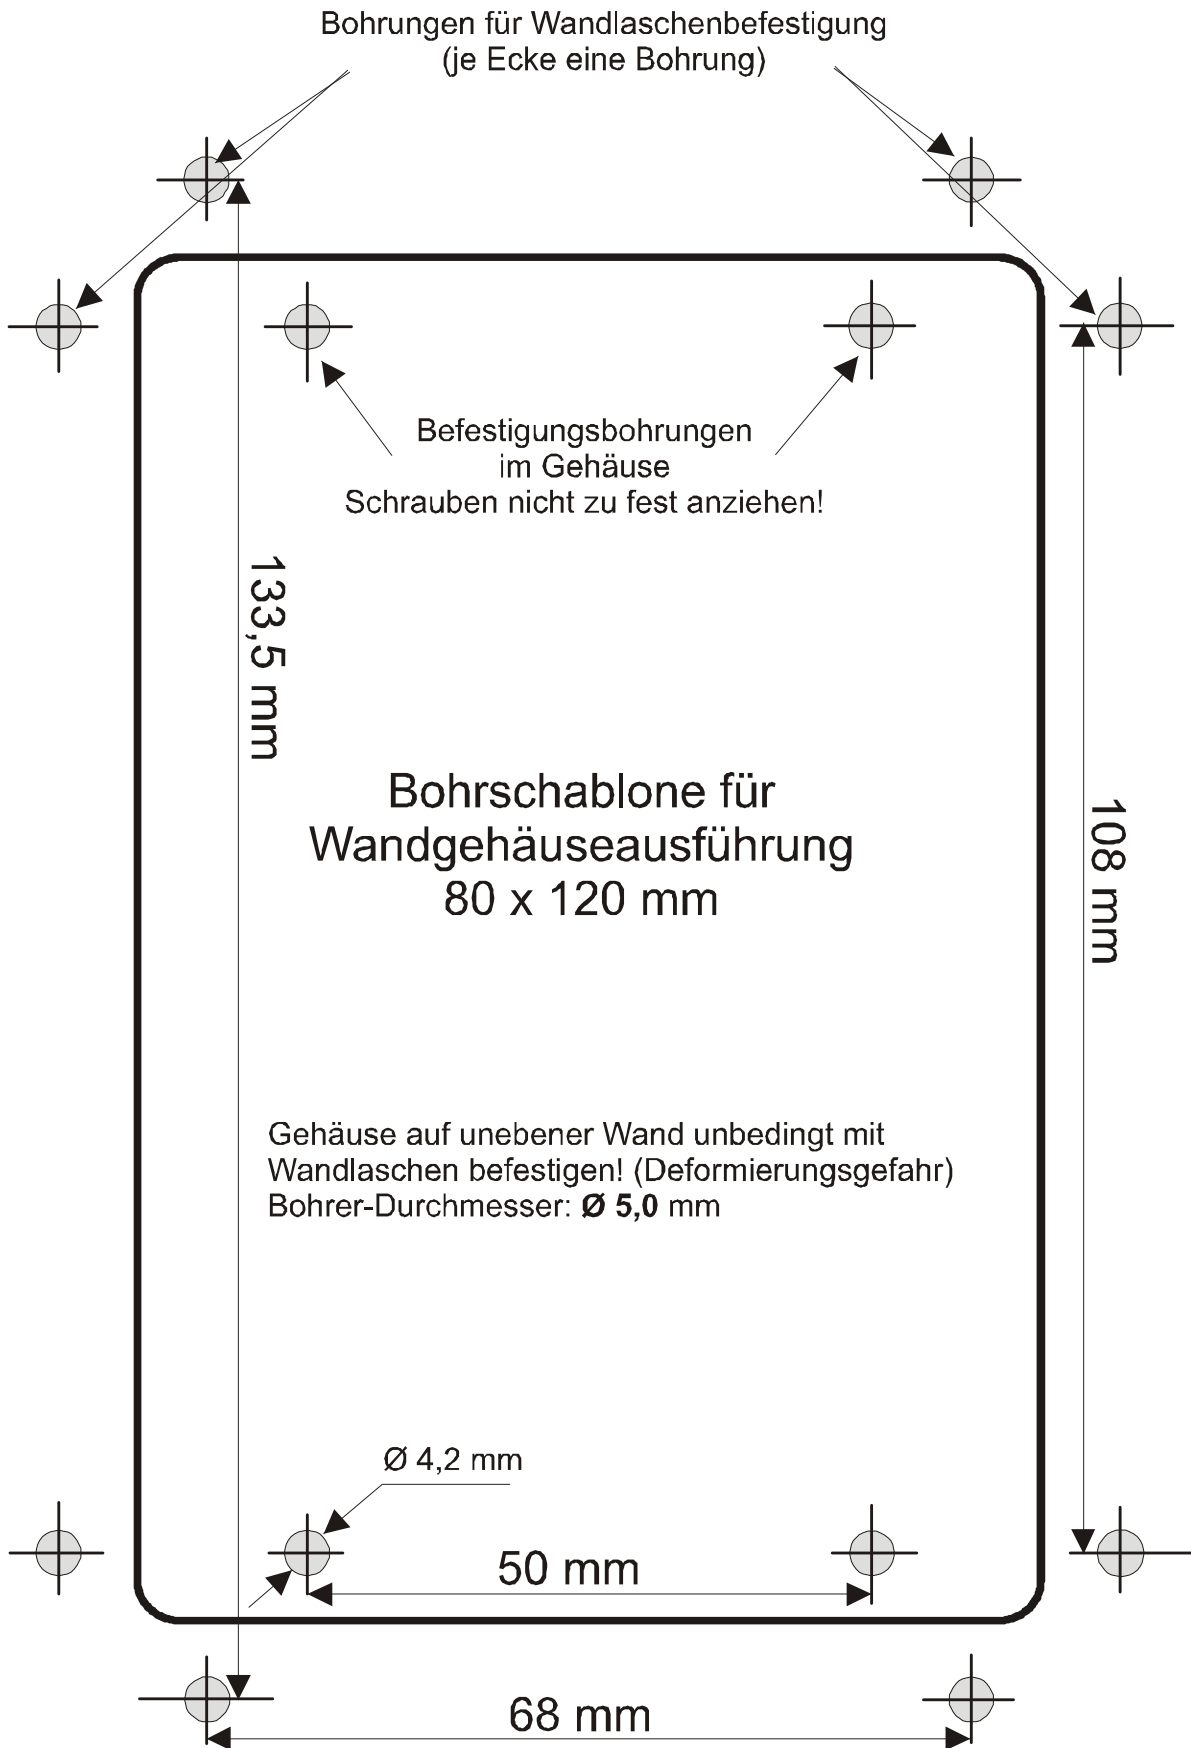 Bohrungen für Wandlaschenbefestigung
(je Ecke eine Bohrung)
Befestigungsbohrungen
im Gehäuse
Schrauben nicht zu fest anziehen!
133,5 mm
Bohrschablone für
Wandgehäuseausführung
80 x 120 mm
108 mm
Gehäuse auf unebener Wand unbedingt mit
Wandlaschen befestigen! (Deformierungsgefahr)
Bohrer-Durchmesser: Ø 5,0 mm
Ø 4,2 mm
50 mm
68 mm